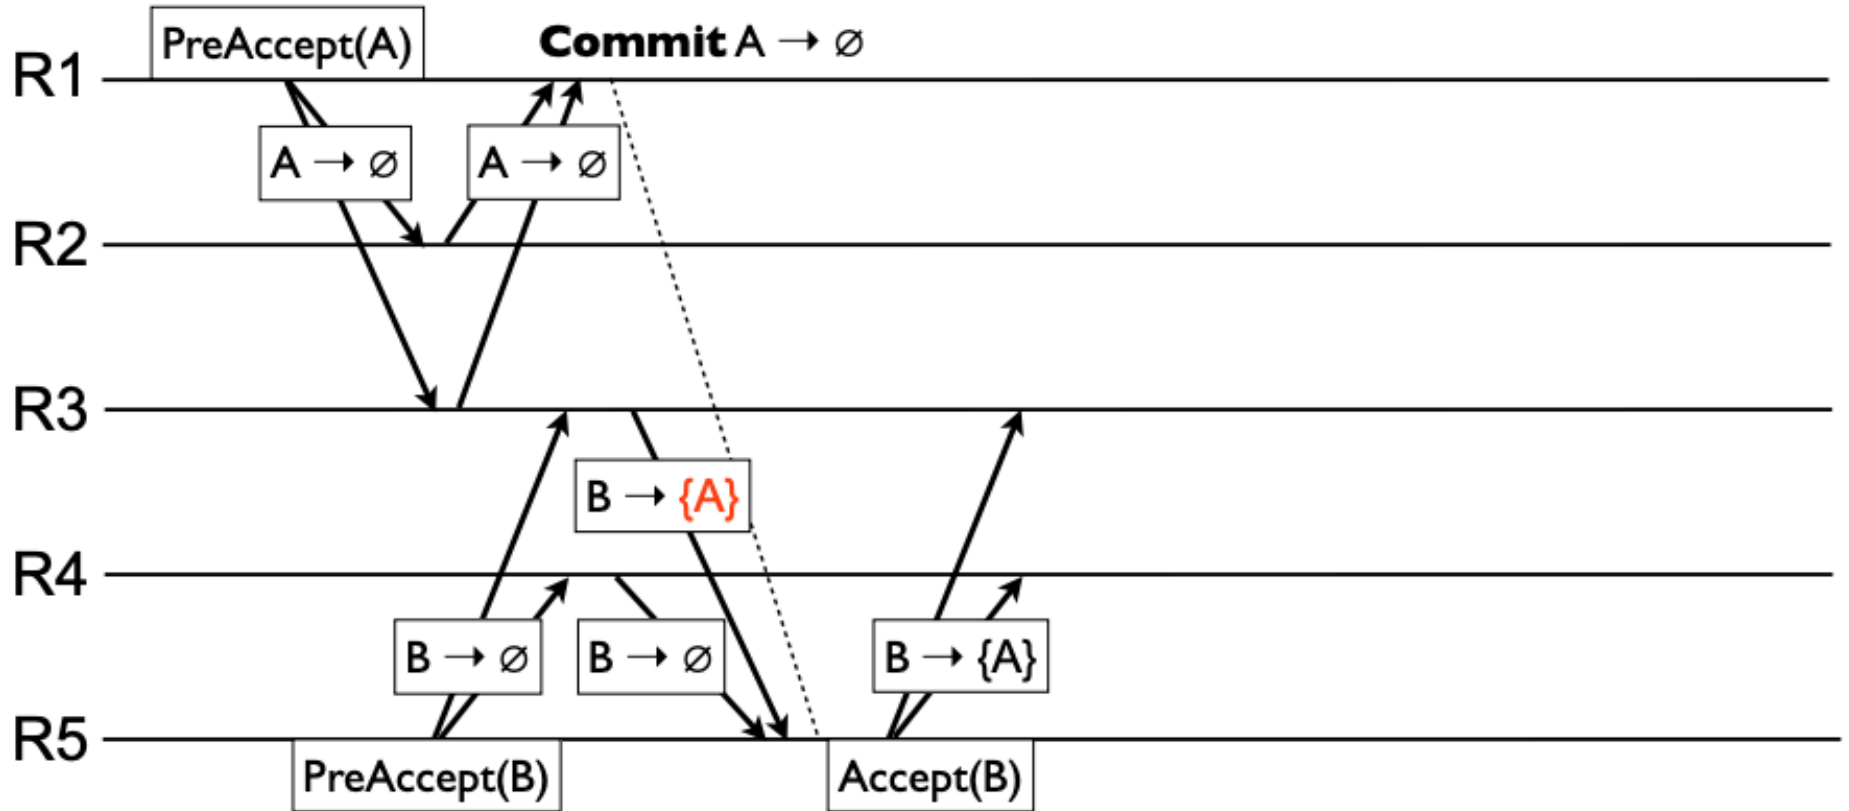 PreAccept(A)
Commit A → ∅
R1
A → ∅
A → ∅
R2
R3
B → {A}
R4
B → ∅
B → ∅
B → {A}
R5
PreAccept(B)
Accept(B)